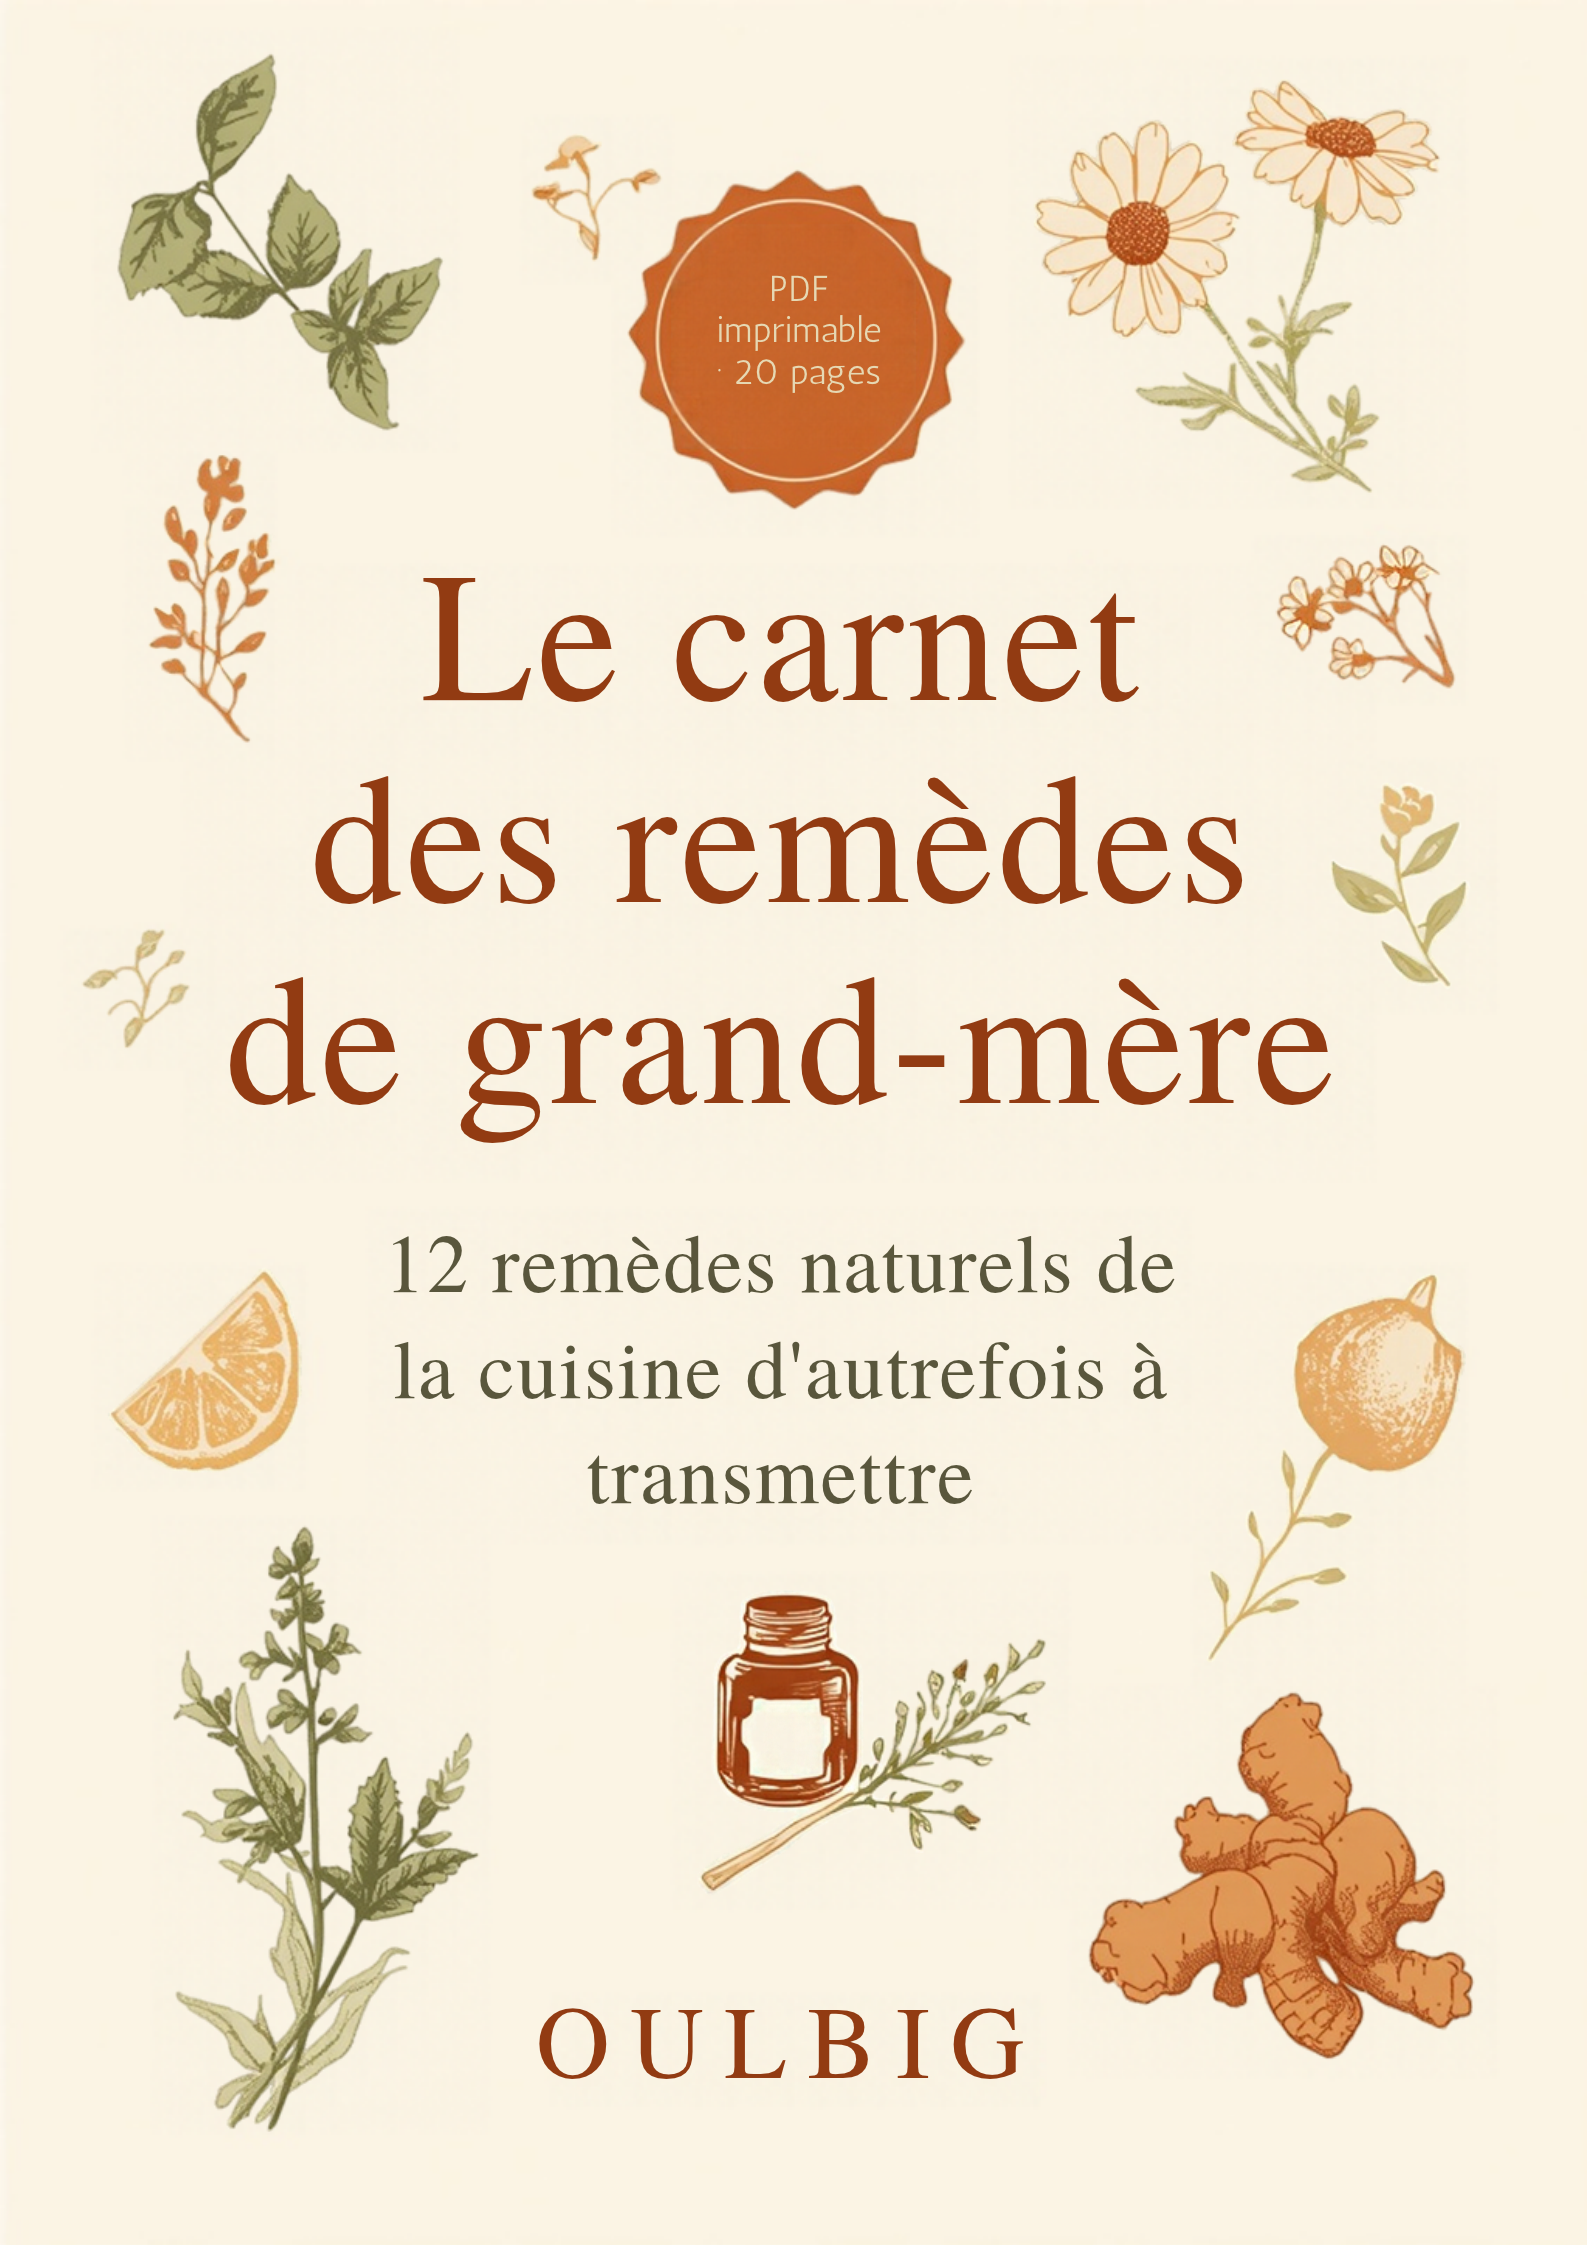 PDF
imprimable
· 20 pages
Le carnet
des remèdes
de grand-mère
12 remèdes naturels de
la cuisine d'autrefois à
transmettre
OULBIG